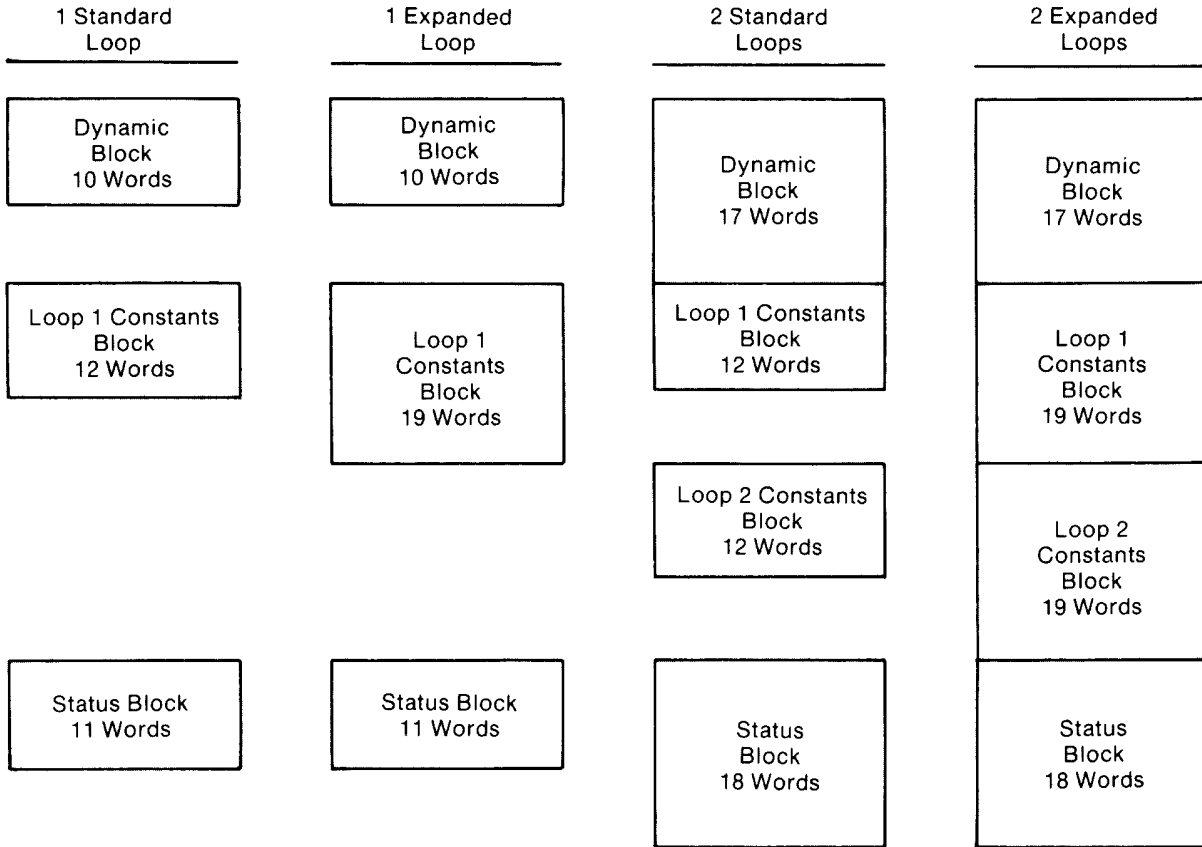 1 Standard
Loop
1 Expanded
Loop
2 Standard
Loops
2 Expanded
Loops
Dynamic
Block
10 Words
Dynamic
Block
10 Words
Dynamic
Block
17 Words
Dynamic
Block
17 Words
Loop 1 Constants
Block
12 Words
Loop 1
Constants
Block
19 Words
Loop 1 Constants
Block
12 Words
Loop 1
Constants
Block
19 Words
Loop 2 Constants
Block
12 Words
Loop 2
Constants
Block
19 Words
Status Block
11 Words
Status Block
11 Words
Status
Block
18 Words
Status
Block
18 Words